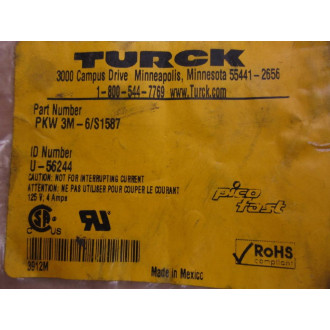 TURCK
3000 Campus Drive Minneapolis, Minnesota 55441-2656
1-800-544-7769 www.Turck.com
Part Number
PKW 3M-6/S1587
ID Number
U-56244
CAUTION: NOT FOR INTERRUPTING CURRENT
ATTENTION: NE PAS UTILISER POUR COUPER LE COURANT
125 V, 4 Amps
pico fast
C US
RoHS
compliant
3912M
Made in Mexico